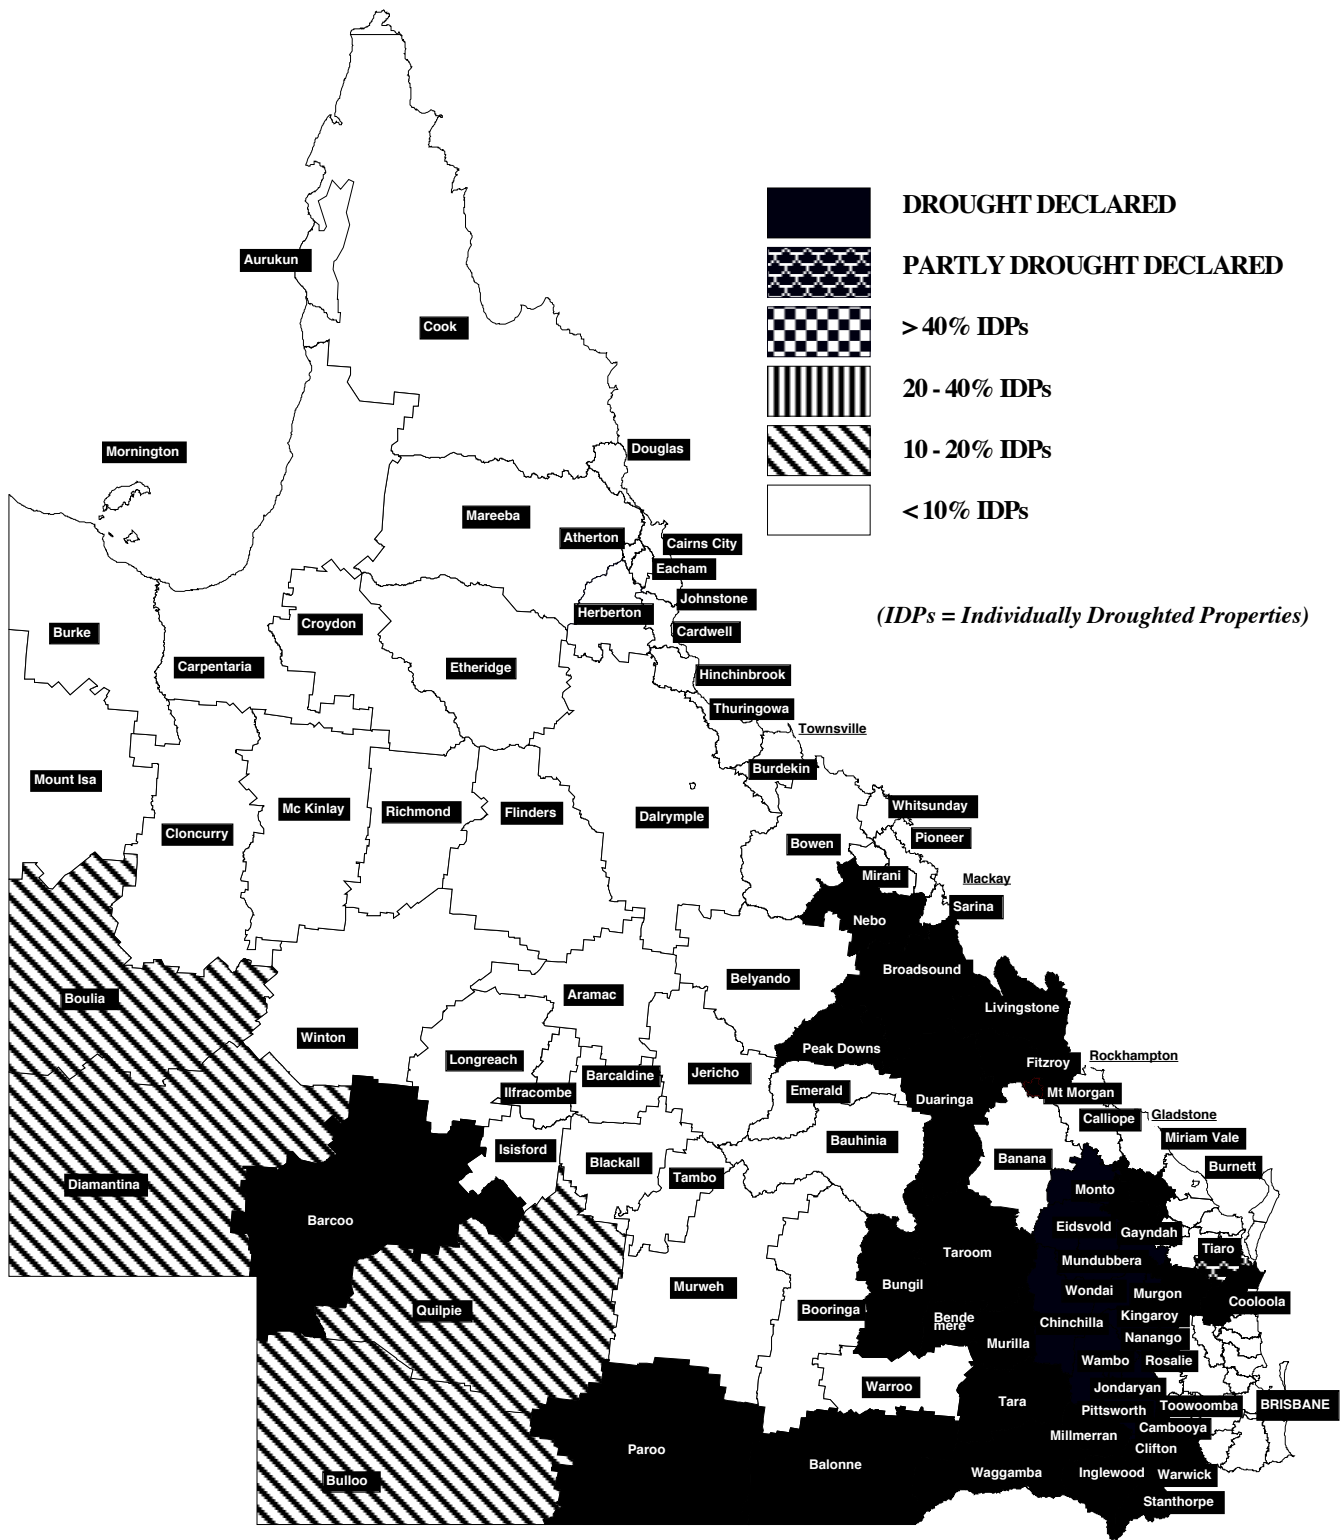 DROUGHT DECLARED
PARTLY DROUGHT DECLARED
> 40% IDPs
20 - 40% IDPs
10 - 20% IDPs
< 10% IDPs
(IDPs = Individually Droughted Properties)
Aurukun
Cook
Mornington
Douglas
Mareeba
Atherton
Cairns City
Eacham
Johnstone
Herberton
Croydon
Burke
Cardwell
Carpentaria
Etheridge
Hinchinbrook
Thuringowa
Townsville
Burdekin
Mount Isa
Mc Kinlay
Richmond
Flinders
Dalrymple
Whitsunday
Cloncurry
Pioneer
Bowen
Mirani
Mackay
Sarina
Nebo
Broadsound
Belyando
Aramac
Boulia
Livingstone
Winton
Peak Downs
Rockhampton
Longreach
Fitzroy
Jericho
Barcaldine
Ilfracombe
Emerald
Mt Morgan
Duaringa
Calliope
Gladstone
Miriam Vale
Bauhinia
Isisford
Blackall
Banana
Burnett
Tambo
Diamantina
Monto
Barcoo
Eidsvold
Gayndah
Tiaro
Taroom
Mundubbera
Bungil
Murweh
Wondai
Murgon
Cooloola
Quilpie
Booringa
Bende
mere
Kingaroy
Chinchilla
Nanango
Murilla
Wambo
Rosalie
Warroo
Jondaryan
Tara
Toowoomba
BRISBANE
Pittsworth
Cambooya
Millmerran
Clifton
Paroo
Balonne
Waggamba
Inglewood
Warwick
Bulloo
Stanthorpe